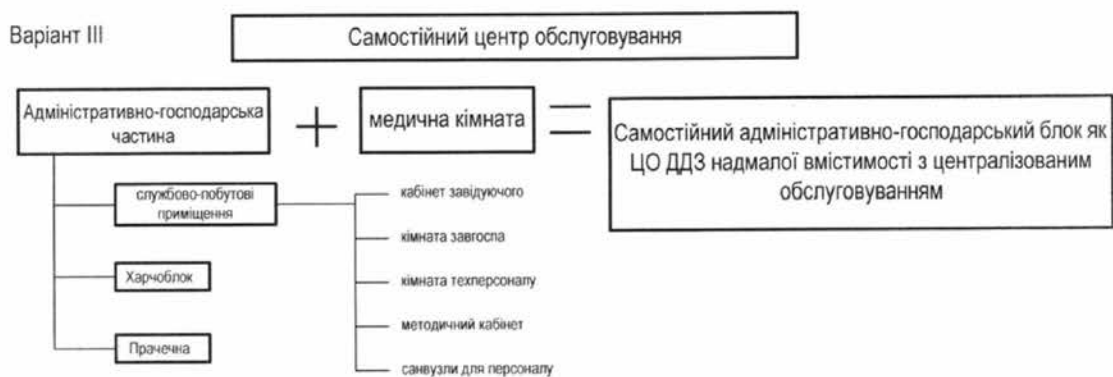 Варіант III
Самостійний центр обслуговування
Адміністративно-господарська
частина
+
медична кімната
=
Самостійний адміністративно-господарський блок як
ЦО ДДЗ надмалої вмістимості з централізованим
обслуговуванням
службово-побутові
приміщення
Харчоблок
Прачечна
кабінет завідуючого
кімната завгоспа
кімната техперсоналу
методичний кабінет
санвузли для персоналу